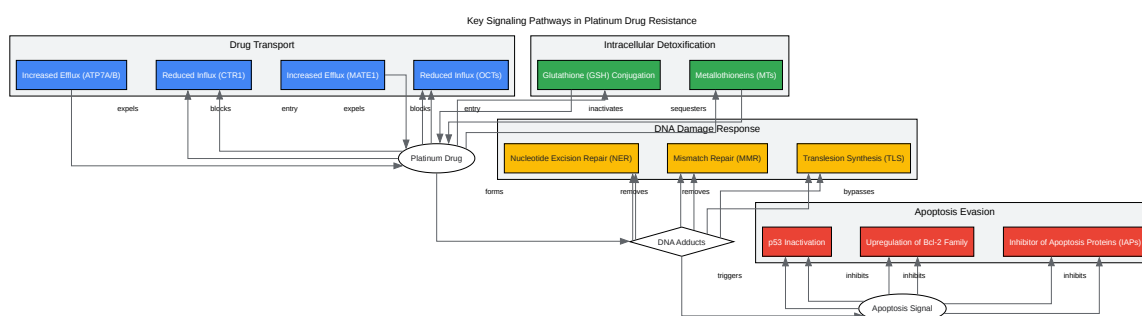 Key Signaling Pathways in Platinum Drug Resistance
Drug Transport
Intracellular Detoxification
Increased Efflux (ATP7A/B)
Reduced Influx (CTR1)
Increased Efflux (MATE1)
Reduced Influx (OCTs)
Glutathione (GSH) Conjugation
Metallothioneins (MTs)
expels
blocks
entry
expels
blocks
entry
inactivates
sequesters
DNA Damage Response
Platinum Drug
Nucleotide Excision Repair (NER)
Mismatch Repair (MMR)
Translesion Synthesis (TLS)
forms
removes
removes
bypasses
Apoptosis Evasion
DNA Adducts
p53 Inactivation
Upregulation of Bcl-2 Family
Inhibitor of Apoptosis Proteins (IAPs)
triggers
inhibits
inhibits
inhibits
Apoptosis Signal